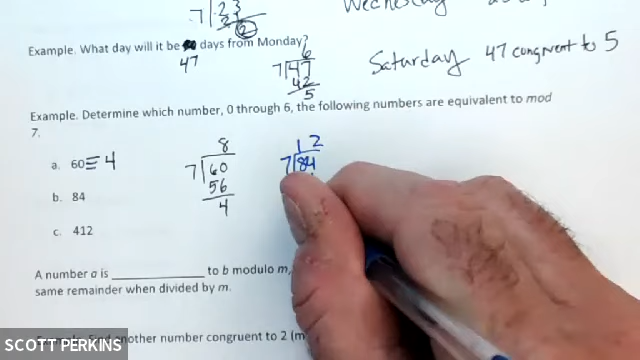 7 23
2
Wednesday
Example. What day will it be days from Monday?
47
6
7 47
42
5
Saturday 47 congruent to 5
Example. Determine which number, 0 through 6, the following numbers are equivalent to mod
7.
a. 60 ≡ 4
8
7 60
56
4
12
7 84
b. 84
c. 412
A number a is ____________ to b modulo m,
same remainder when divided by m.
another number congruent to 2 (m
SCOTT PERKINS